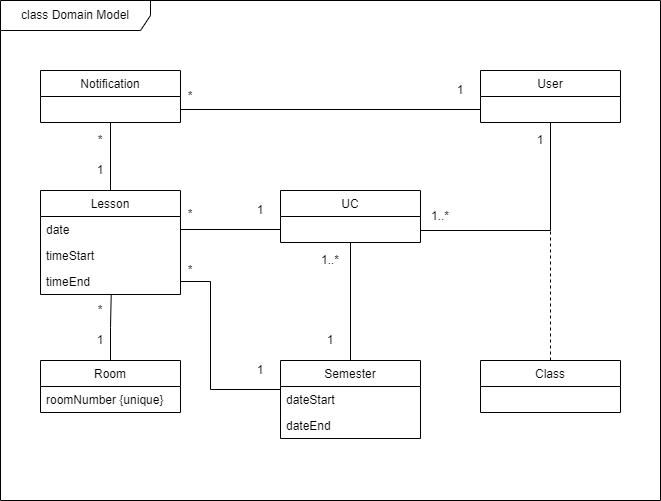 class Domain Model
Notification
User
*
1
*
1
1
Lesson
UC
date
timeStart
timeEnd
*
1
1..*
*
1..*
*
1
1
1
Room
roomNumber {unique}
Semester
dateStart
dateEnd
Class